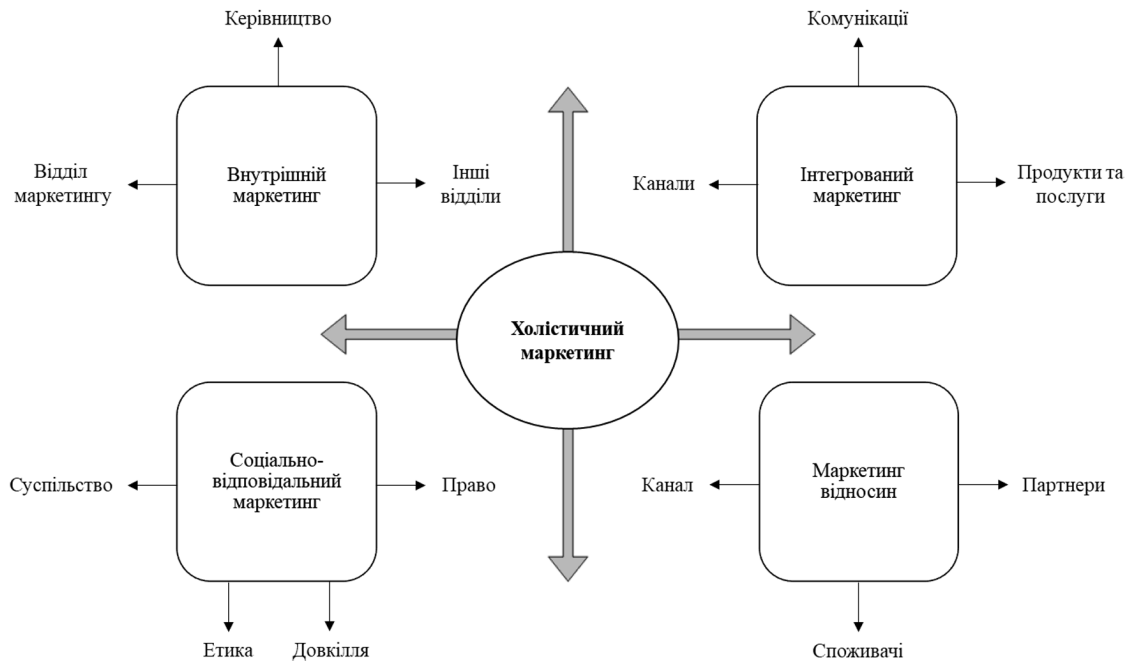 Керівництво
Відділ
маркетингу
Внутрішній
маркетинг
Інші
відділи
Комунікації
Канали
Інтегрований
маркетинг
Продукти та
послуги
Холістичний
маркетинг
Суспільство
Соціально-
відповідальний
маркетинг
Право
Етика
Довкілля
Канал
Маркетинг
відносин
Партнери
Споживачі